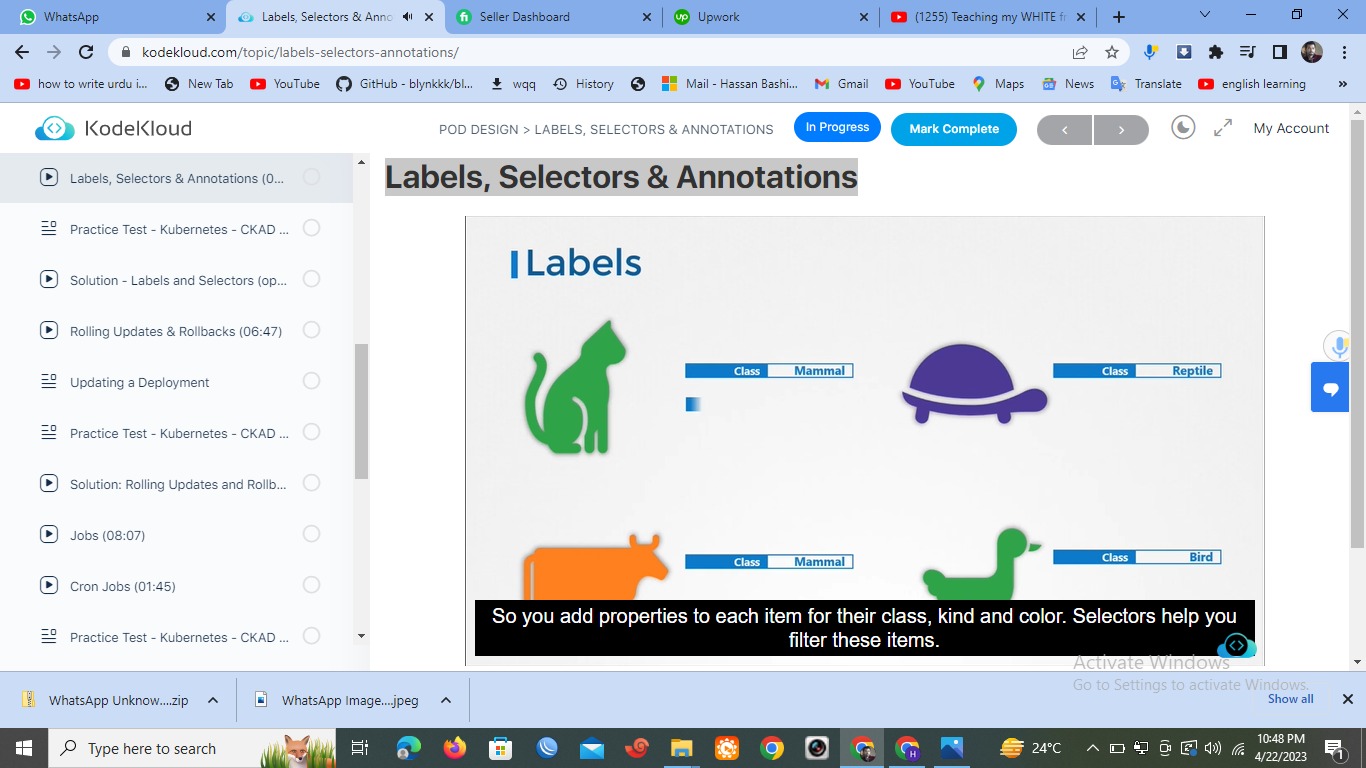 WhatsApp
Labels, Selectors & Anno
Seller Dashboard
Upwork
(1255) Teaching my WHITE fr
kodekloud.com/topic/labels-selectors-annotations/
how to write urdu i...
New Tab
YouTube
GitHub - blynkkk/bl...
wqq
History
Mail - Hassan Bashi...
Gmail
YouTube
Maps
News
Translate
english learning
»
KodeKloud
POD DESIGN > LABELS, SELECTORS & ANNOTATIONS
In Progress
Mark Complete
My Account
Labels, Selectors & Annotations (0...
Practice Test - Kubernetes - CKAD ...
Solution - Labels and Selectors (op...
Rolling Updates & Rollbacks (06:47)
Updating a Deployment
Practice Test - Kubernetes - CKAD ...
Solution: Rolling Updates and Rollb...
Jobs (08:07)
Cron Jobs (01:45)
Practice Test - Kubernetes - CKAD ...
Labels, Selectors & Annotations
Labels
Class Mammal
Class Reptile
Class Mammal
Class Bird
So you add properties to each item for their class, kind and color. Selectors help you
filter these items.
Activate Windows
Go to Settings to activate Windows.
WhatsApp Unknow....zip
WhatsApp Image....jpeg
Show all
Type here to search
24°C
10:48 PM
4/22/2023
1